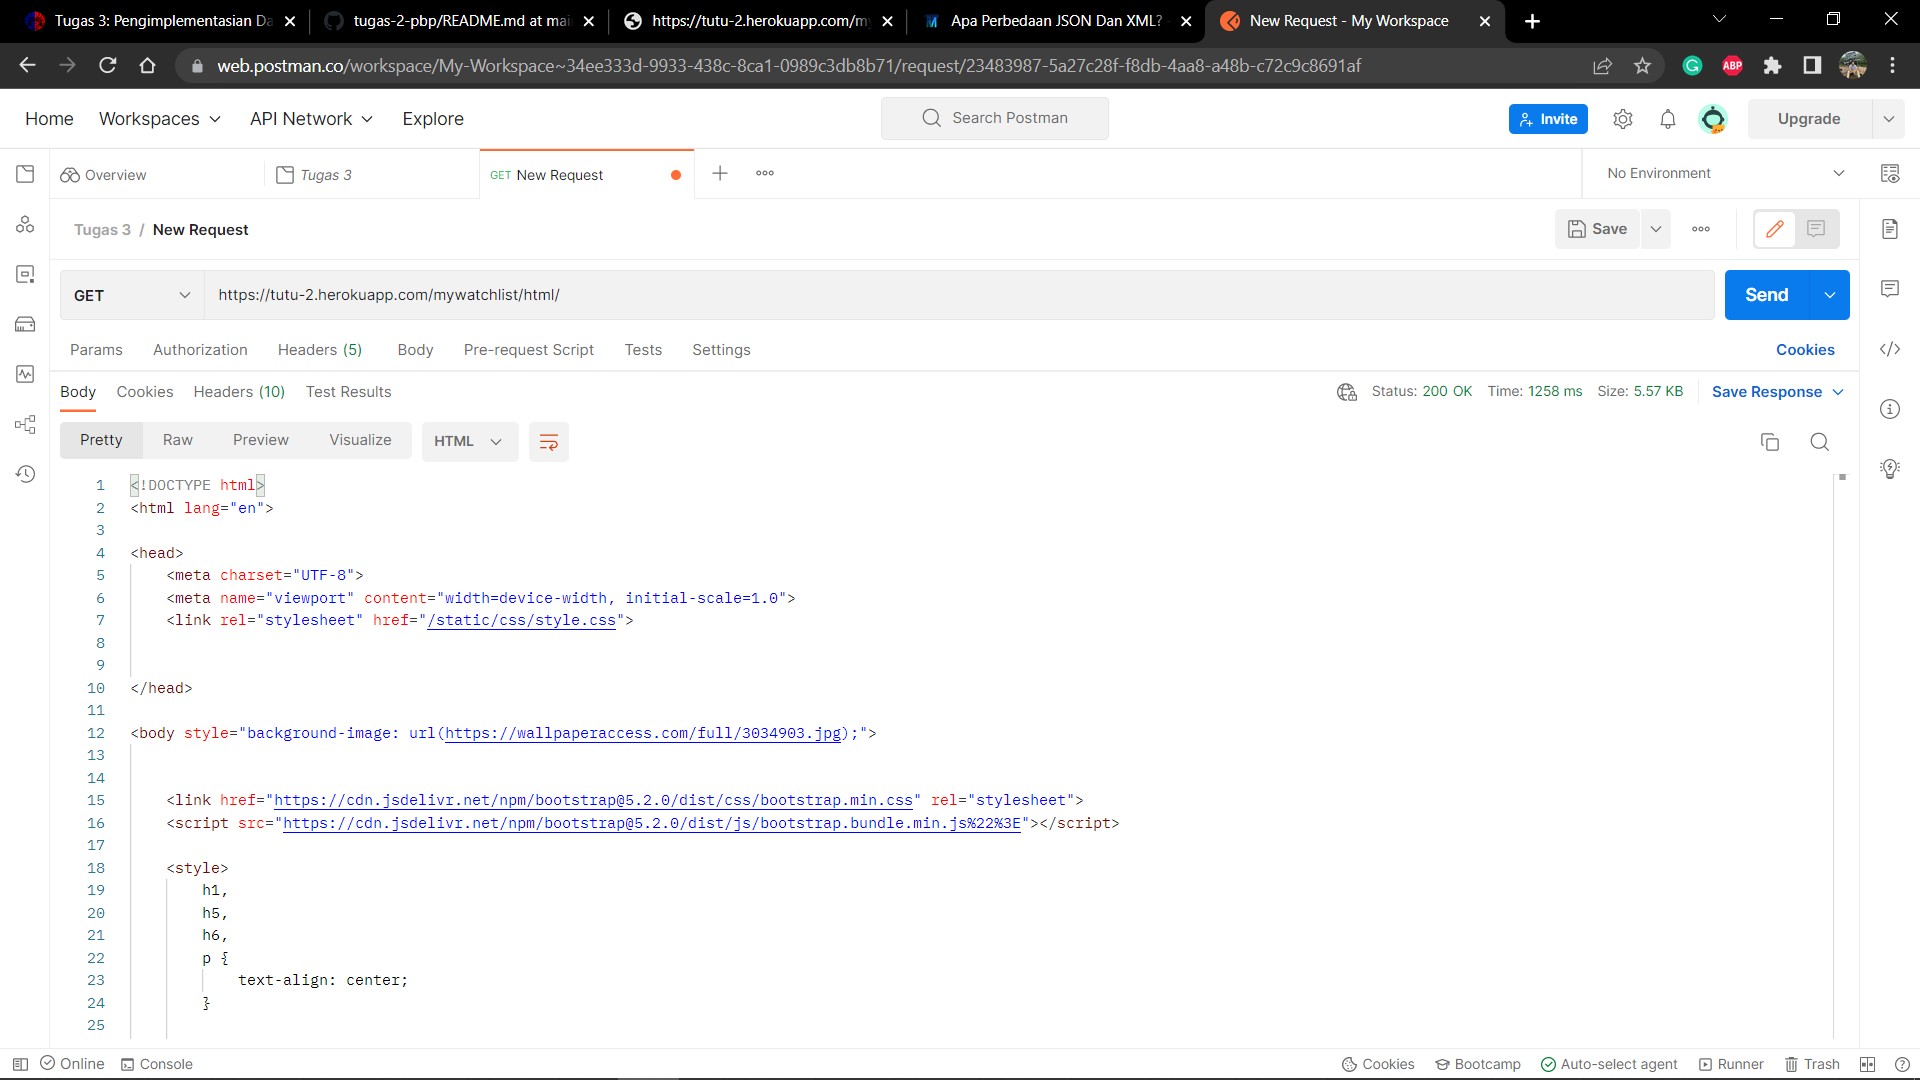 Tugas 3: Pengimplementasian Da
tugas-2-pbp/README.md at mai
https://tutu-2.herokuapp.com/my
Apa Perbedaan JSON Dan XML?
New Request - My Workspace
web.postman.co/workspace/My-Workspace~34ee333d-9933-438c-8ca1-0989c3db8b71/request/23483987-5a27c28f-f8db-4aa8-a48b-c72c9c8691af
ABP
Home Workspaces API Network Explore
Search Postman
Invite
Upgrade
Overview
Tugas 3
GET New Request
No Environment
Tugas 3 / New Request
Save
GET
https://tutu-2.herokuapp.com/mywatchlist/html/
Send
Params Authorization Headers (5) Body Pre-request Script Tests Settings
Cookies
Body Cookies Headers (10) Test Results
Status: 200 OK Time: 1258 ms Size: 5.57 KB Save Response
Pretty Raw Preview Visualize HTML
1 <!DOCTYPE html>
2 <html lang="en">
3
4 <head>
5 <meta charset="UTF-8">
6 <meta name="viewport" content="width=device-width, initial-scale=1.0">
7 <link rel="stylesheet" href="/static/css/style.css">
8
9
10 </head>
11
12 <body style="background-image: url(https://wallpaperaccess.com/full/3034903.jpg);">
13
14
15 <link href="https://cdn.jsdelivr.net/npm/bootstrap@5.2.0/dist/css/bootstrap.min.css" rel="stylesheet">
16 <script src="https://cdn.jsdelivr.net/npm/bootstrap@5.2.0/dist/js/bootstrap.bundle.min.js%22%3E"></script>
17
18 <style>
19 h1,
20 h5,
21 h6,
22 p {
23 text-align: center;
24 }
25
Online Console
Cookies Bootcamp Auto-select agent Runner Trash